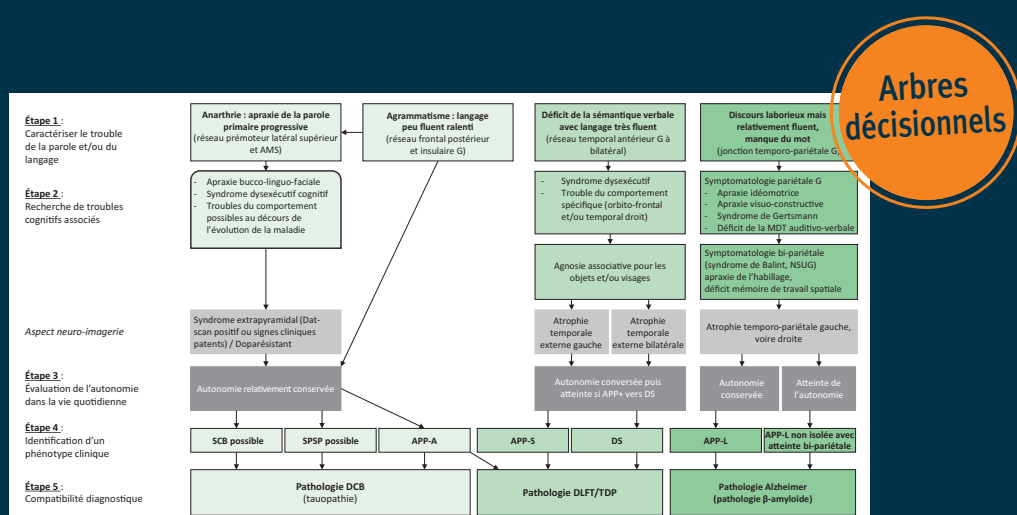 Arbres
décisionnels
Étape 1 :
Caractériser le trouble
de la parole et/ou du
langage
Anarthrie : apraxie de la parole
primaire progressive
(réseau prémoteur latéral supérieur
et AMS)
Agrammatisme : langage
peu fluent ralenti
(réseau frontal postérieur
et insulaire G)
Déficit de la sémantique verbale
avec langage très fluent
(réseau temporal antérieur G à
bilatéral)
Discours laborieux mais
relativement fluent,
manque du mot
(jonction temporo-pariétale G)
Étape 2 :
Recherche de troubles
cognitifs associés
- Apraxie bucco-linguo-faciale
- Syndrome dysexécutif cognitif
- Troubles du comportement
possibles au décours de
l'évolution de la maladie
- Syndrome dysexécutif
- Trouble du comportement
spécifique (orbito-frontal
et/ou temporal droit)
Symptomatologie pariétale G
- Apraxie idéomotrice
- Apraxie visuo-constructive
- Syndrome de Gertsmann
- Déficit de la MDT auditivo-verbale
Agnosie associative pour les
objets et/ou visages
Symptomatologie bi-pariétale
(syndrome de Balint, NSUG)
apraxie de l'habillage,
déficit mémoire de travail spatiale
Aspect neuro-imagerie
Syndrome extrapyramidal (Dat-
scan positif ou signes cliniques
patents) / Doparésistant
Atrophie
temporale
externe gauche
Atrophie
temporale
externe bilatérale
Atrophie temporo-pariétale gauche,
voire droite
Étape 3 :
Évaluation de l'autonomie
dans la vie quotidienne
Autonomie relativement conservée
Autonomie conversée puis
atteinte si APP+ vers DS
Autonomie
conservée
Atteinte de
l'autonomie
Étape 4 :
Identification d'un
phénotype clinique
SCB possible
SPSP possible
APP-A
APP-S
DS
APP-L
APP-L non isolée avec
atteinte bi-pariétale
Étape 5 :
Compatibilité diagnostique
Pathologie DCB
(tauopathie)
Pathologie DLFT/TDP
Pathologie Alzheimer
(pathologie β-amyloïde)